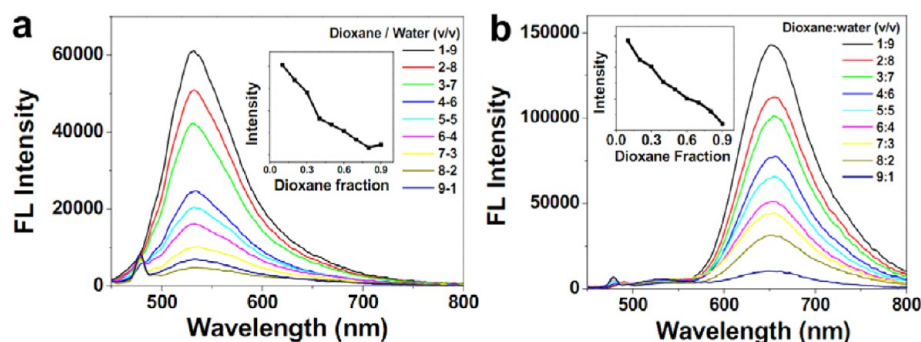 a
Dioxane / Water (v/v)
1-9
2-8
3-7
4-6
5-5
6-4
7-3
8-2
9-1
FL Intensity
60000
40000
20000
0
500 600 700 800
Wavelength (nm)
Intensity
0.0 0.3 0.6 0.9
Dioxane fraction
b
Dioxane:water (v/v)
1:9
2:8
3:7
4:6
5:5
6:4
7:3
8:2
9:1
FL Intensity
150000
100000
50000
0
500 600 700 800
Wavelength (nm)
Intensity
0.0 0.3 0.6 0.9
Dioxane Fraction